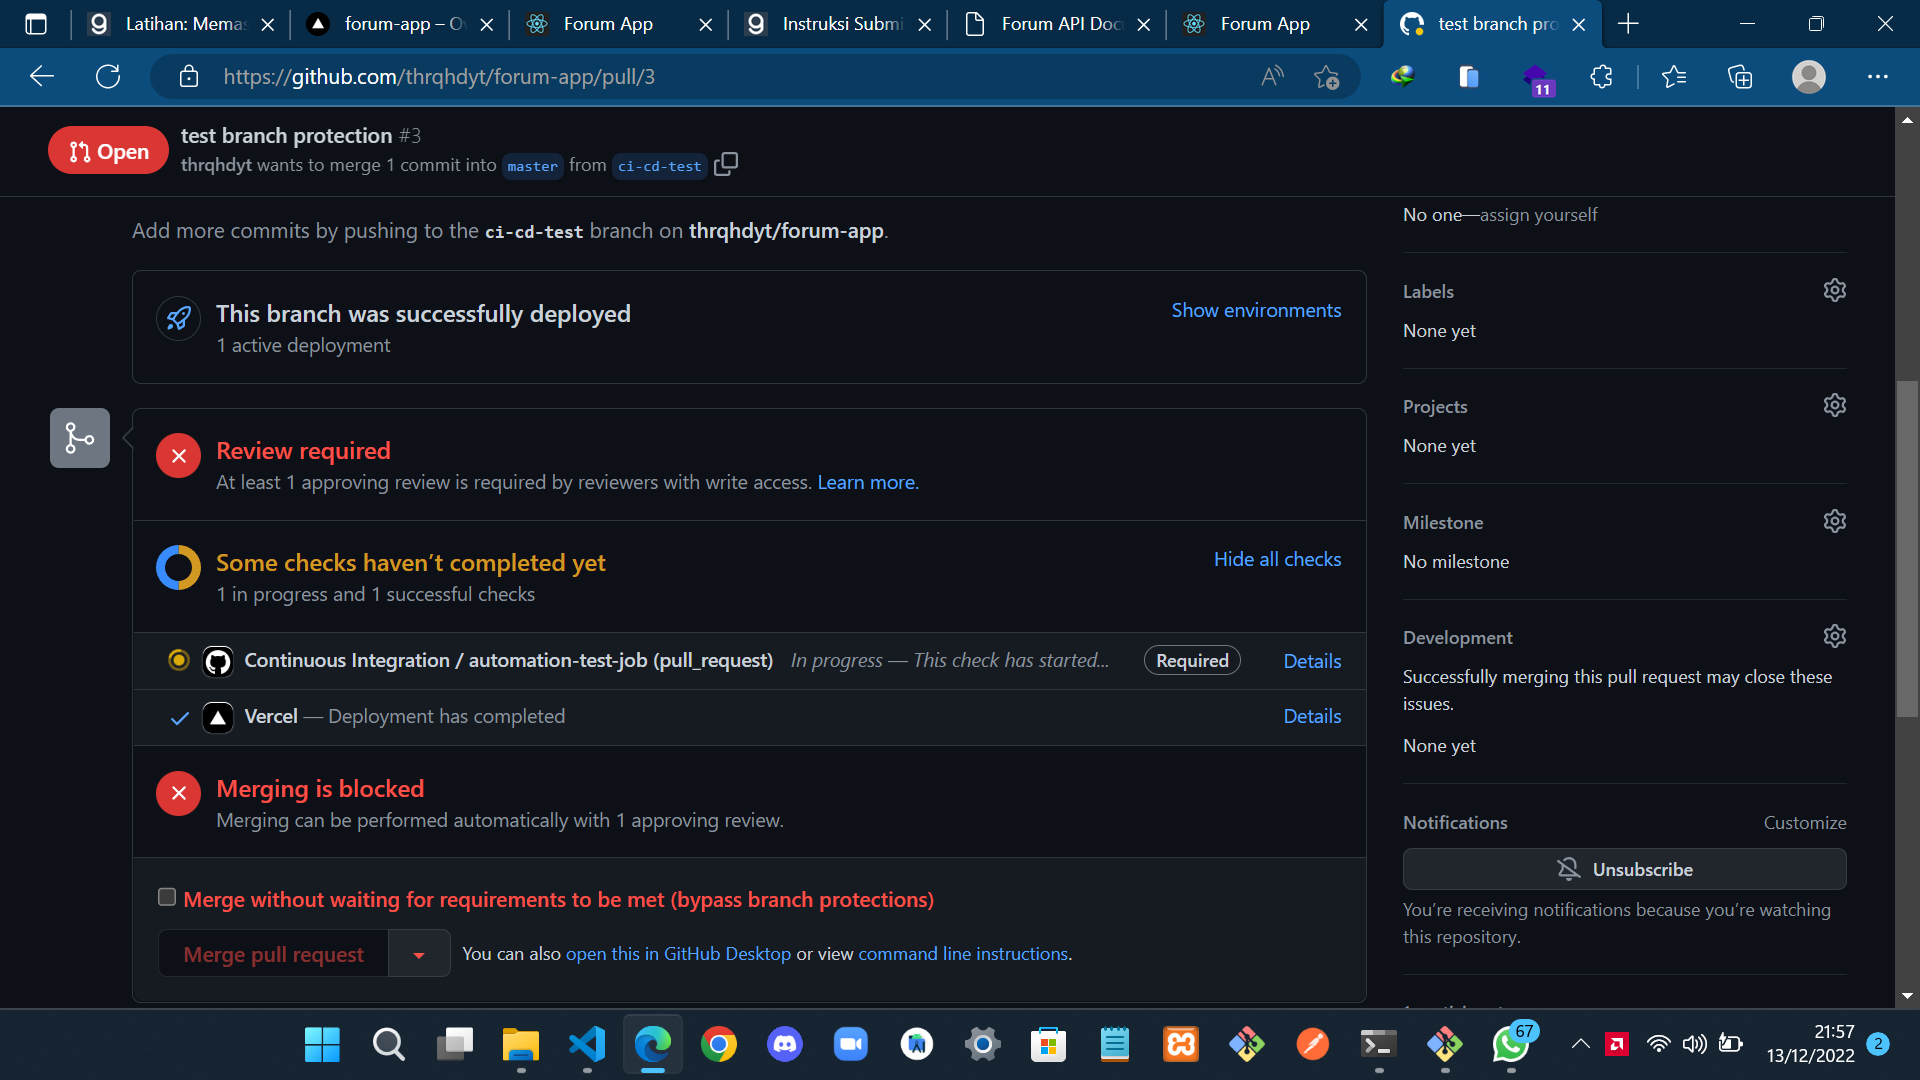 Latihan: Memas
forum-app – Ov
Forum App
Instruksi Submi
Forum API Docu
Forum App
test branch pro
https://github.com/thrqhdyt/forum-app/pull/3
11
Open
test branch protection #3
thrqhdyt wants to merge 1 commit into master from ci-cd-test
Add more commits by pushing to the ci-cd-test branch on thrqhdyt/forum-app.
This branch was successfully deployed
1 active deployment
Show environments
Review required
At least 1 approving review is required by reviewers with write access. Learn more.
Some checks haven’t completed yet
1 in progress and 1 successful checks
Hide all checks
Continuous Integration / automation-test-job (pull_request) In progress — This check has started... Required Details
Vercel — Deployment has completed Details
Merging is blocked
Merging can be performed automatically with 1 approving review.
Merge without waiting for requirements to be met (bypass branch protections)
Merge pull request
You can also open this in GitHub Desktop or view command line instructions.
No one—assign yourself
Labels
None yet
Projects
None yet
Milestone
No milestone
Development
Successfully merging this pull request may close these
issues.
None yet
Notifications Customize
Unsubscribe
You’re receiving notifications because you’re watching
this repository.
67
21:57
13/12/2022
2